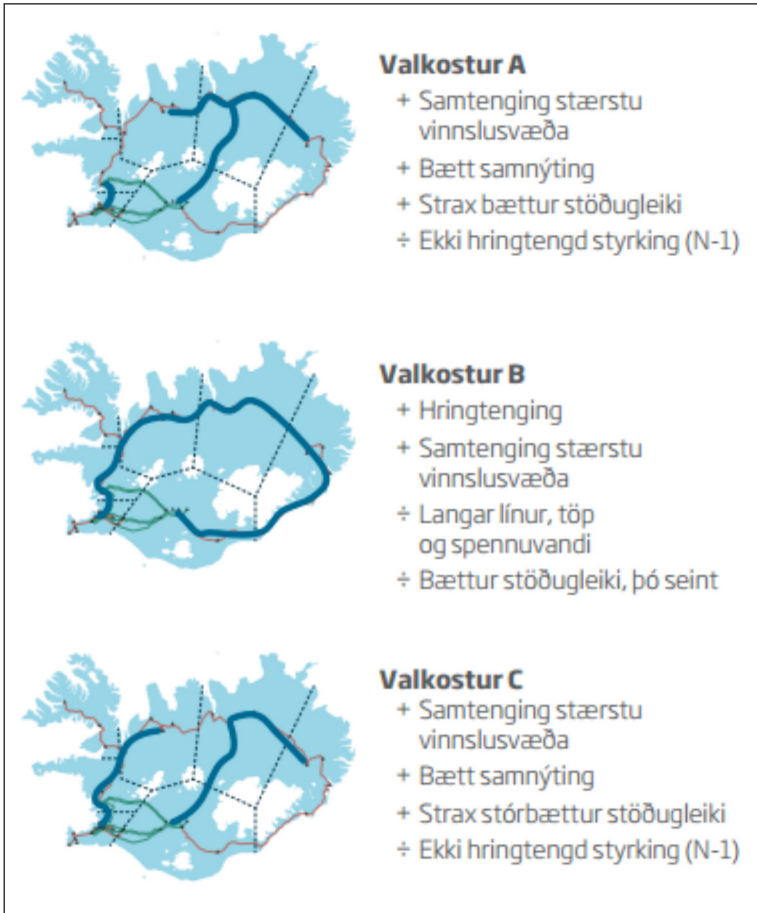 Valkostur A
+ Samtenging stærstu
vinnslusvæða
+ Bætt samnýting
+ Strax bættur stöðugleiki
÷ Ekki hringtengd styrking (N-1)
Valkostur B
+ Hringtenging
+ Samtenging stærstu
vinnslusvæða
÷ Langar línur, töp
og spennuvandi
÷ Bættur stöðugleiki, þó seint
Valkostur C
+ Samtenging stærstu
vinnslusvæða
+ Bætt samnýting
+ Strax stórbættur stöðugleiki
÷ Ekki hringtengd styrking (N-1)